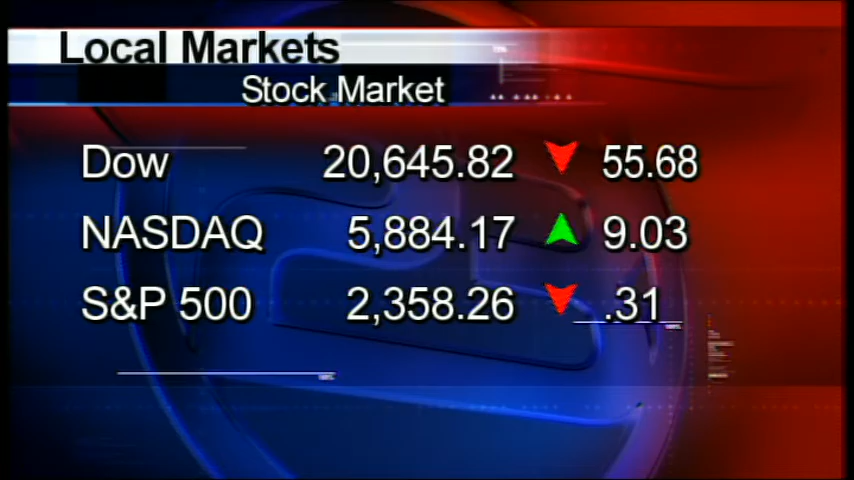 Local Markets
Stock Market
Dow 20,645.82 55.68
NASDAQ 5,884.17 9.03
S&P 500 2,358.26 .31